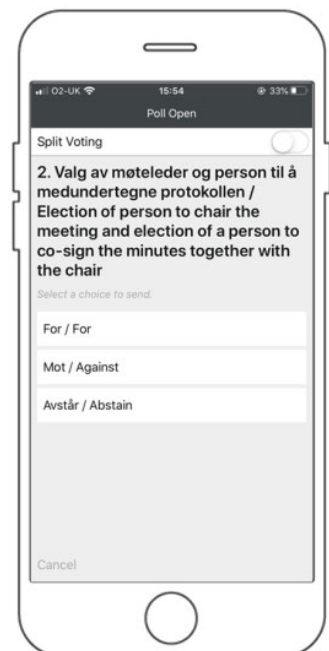 O2-UK 15:54 33%
Poll Open
Split Voting
2. Valg av møteleder og person til å
medundertegne protokollen /
Election of person to chair the
meeting and election of a person to
co-sign the minutes together with
the chair
Select a choice to send.
For / For
Mot / Against
Avstår / Abstain
Cancel